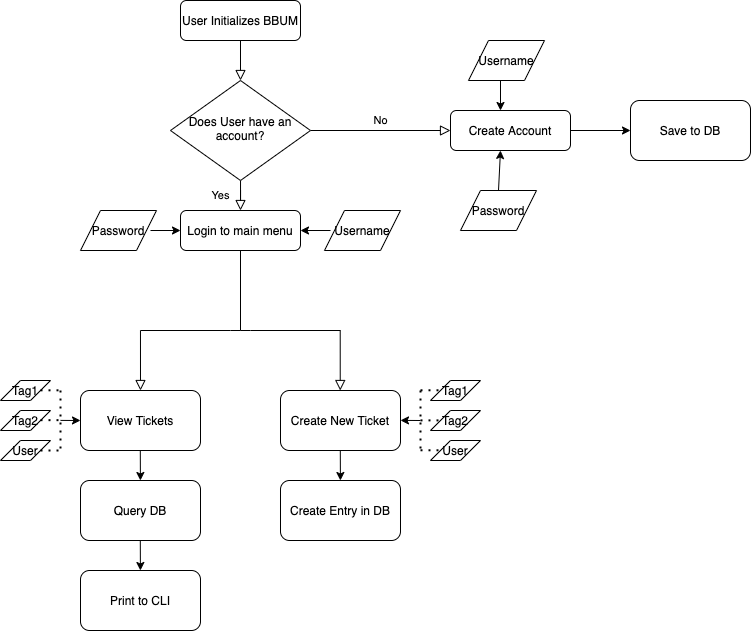 User Initializes BBUM
Username
Does User have an
account?
No
Create Account
Save to DB
Yes
Password
Password
Login to main menu
Username
Tag1
Tag2
User
View Tickets
Create New Ticket
Tag1
Tag2
User
Query DB
Create Entry in DB
Print to CLI